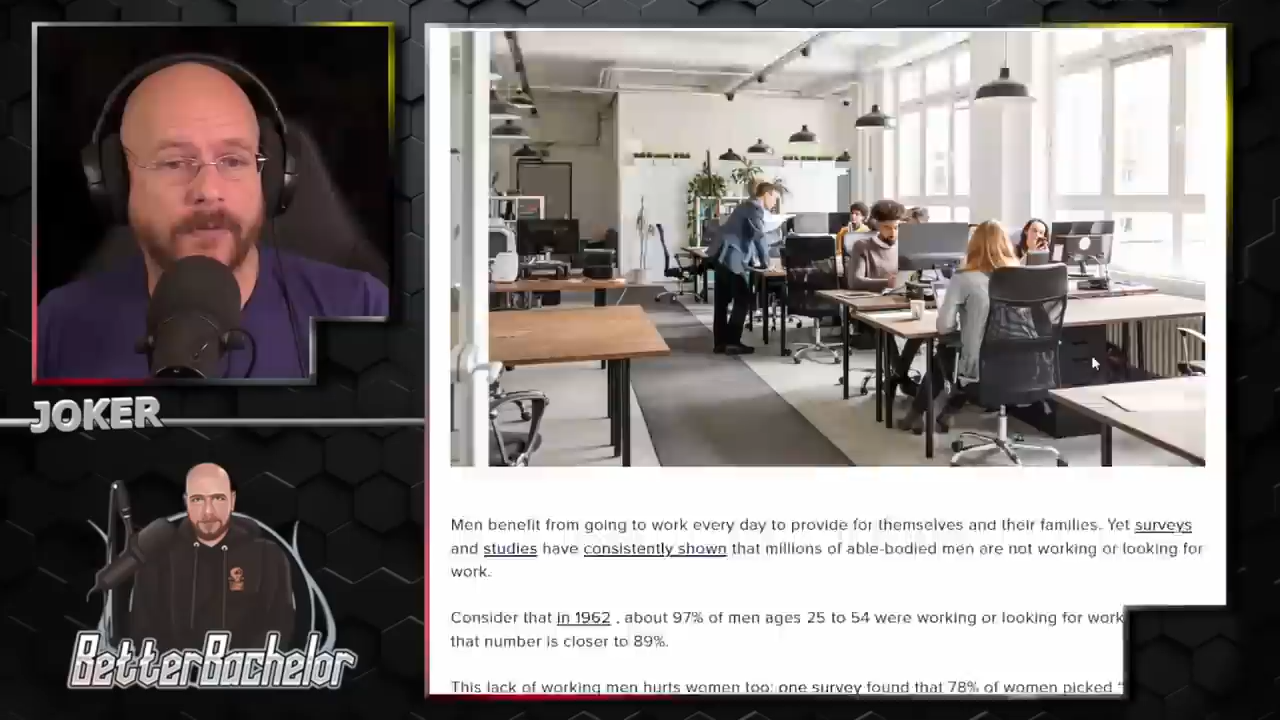 JOKER
BetterBachelor
Men benefit from going to work every day to provide for themselves and their families. Yet surveys
and studies have consistently shown that millions of able-bodied men are not working or looking for
work.
Consider that in 1962 , about 97% of men ages 25 to 54 were working or looking for work
that number is closer to 89%.
This lack of working men hurts women too: one survey found that 78% of women picked "